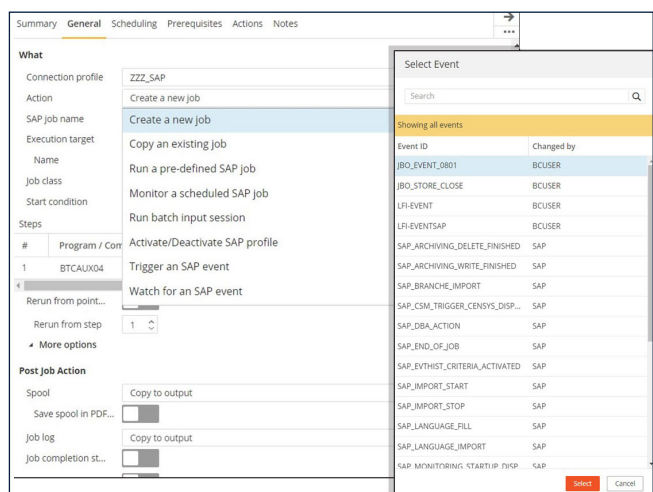 Summary General Scheduling Prerequisites Actions Notes
What
Connection profile ZZZ_SAP
Action Create a new job
SAP job name
Execution target
Name
Job class
Start condition
Create a new job
Copy an existing job
Run a pre-defined SAP job
Monitor a scheduled SAP job
Run batch input session
Activate/Deactivate SAP profile
Trigger an SAP event
Watch for an SAP event
Steps
# Program / Com
1 BTCAUX04
Rerun from point...
Rerun from step 1
More options
Post Job Action
Spool Copy to output
Save spool in PDF...
Job log Copy to output
Job completion st...
Select Event
Search
Showing all events
Event ID Changed by
JBO_EVENT_0801 BCUSER
JBO_STORE_CLOSE BCUSER
LFI-EVENT BCUSER
LFI-EVENTSAP BCUSER
SAP_ARCHIVING_DELETE_FINISHED SAP
SAP_ARCHIVING_WRITE_FINISHED SAP
SAP_BRANCHE_IMPORT SAP
SAP_CSM_TRIGGER_CENSYS_DISP... SAP
SAP_DBA_ACTION SAP
SAP_END_OF_JOB SAP
SAP_EVTHIST_CRITERIA_ACTIVATED SAP
SAP_IMPORT_START SAP
SAP_IMPORT_STOP SAP
SAP_LANGUAGE_FILL SAP
SAP_LANGUAGE_IMPORT SAP
SAP_MONITORING_STARTUP_DISP SAP
Select Cancel